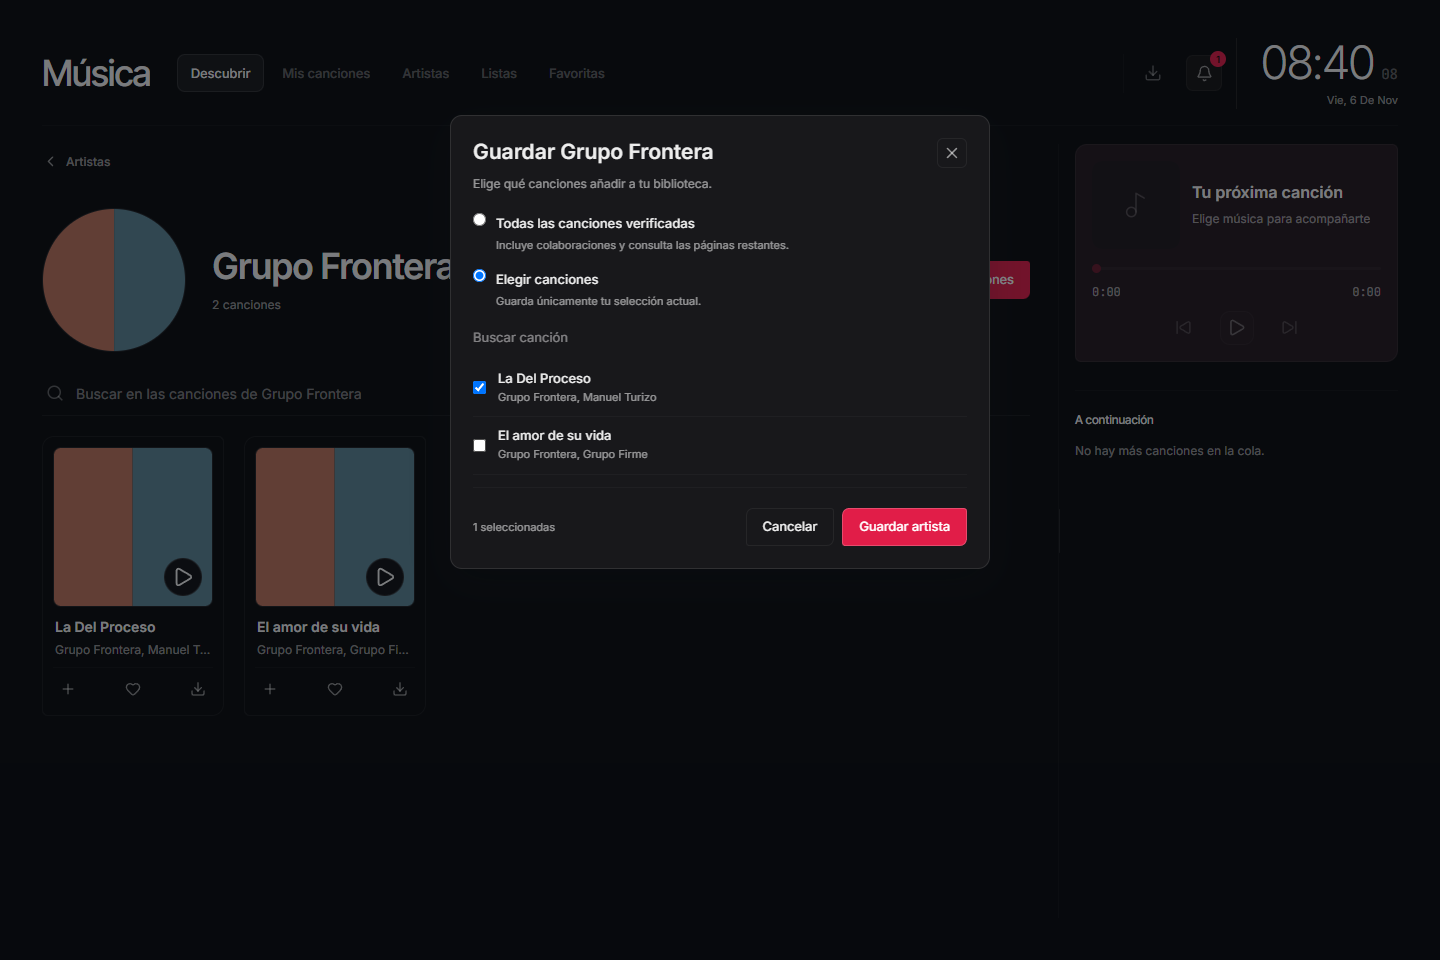 Música
Descubrir
Mis canciones
Artistas
Listas
Favoritas
1
08:40 08
Vie, 6 De Nov
Artistas
Grupo Frontera
2 canciones
Buscar en las canciones de Grupo Frontera
La Del Proceso
Grupo Frontera, Manuel T...
El amor de su vida
Grupo Frontera, Grupo Fi...
Guardar Grupo Frontera
Elige qué canciones añadir a tu biblioteca.
Todas las canciones verificadas
Incluye colaboraciones y consulta las páginas restantes.
Elegir canciones
Guarda únicamente tu selección actual.
Buscar canción
La Del Proceso
Grupo Frontera, Manuel Turizo
El amor de su vida
Grupo Frontera, Grupo Firme
1 seleccionadas
Cancelar
Guardar artista
Tu próxima canción
Elige música para acompañarte
0:00
0:00
A continuación
No hay más canciones en la cola.